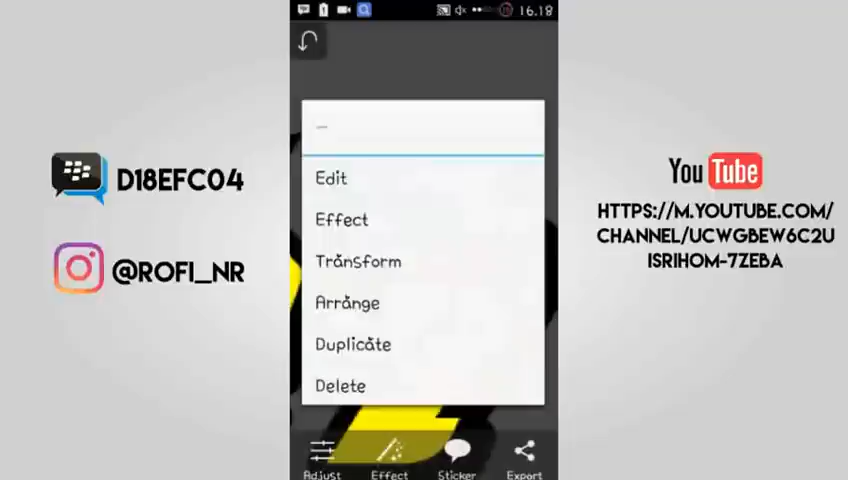 16.18
D18EFC04
@ROFI_NR
Edit
Effect
Transform
Arrange
Duplicate
Delete
Adjust
Effect
Sticker
Export
You Tube
HTTPS://M.YOUTUBE.COM/
CHANNEL/UCWGBEW6C2U
ISRIHOM-7ZEBA